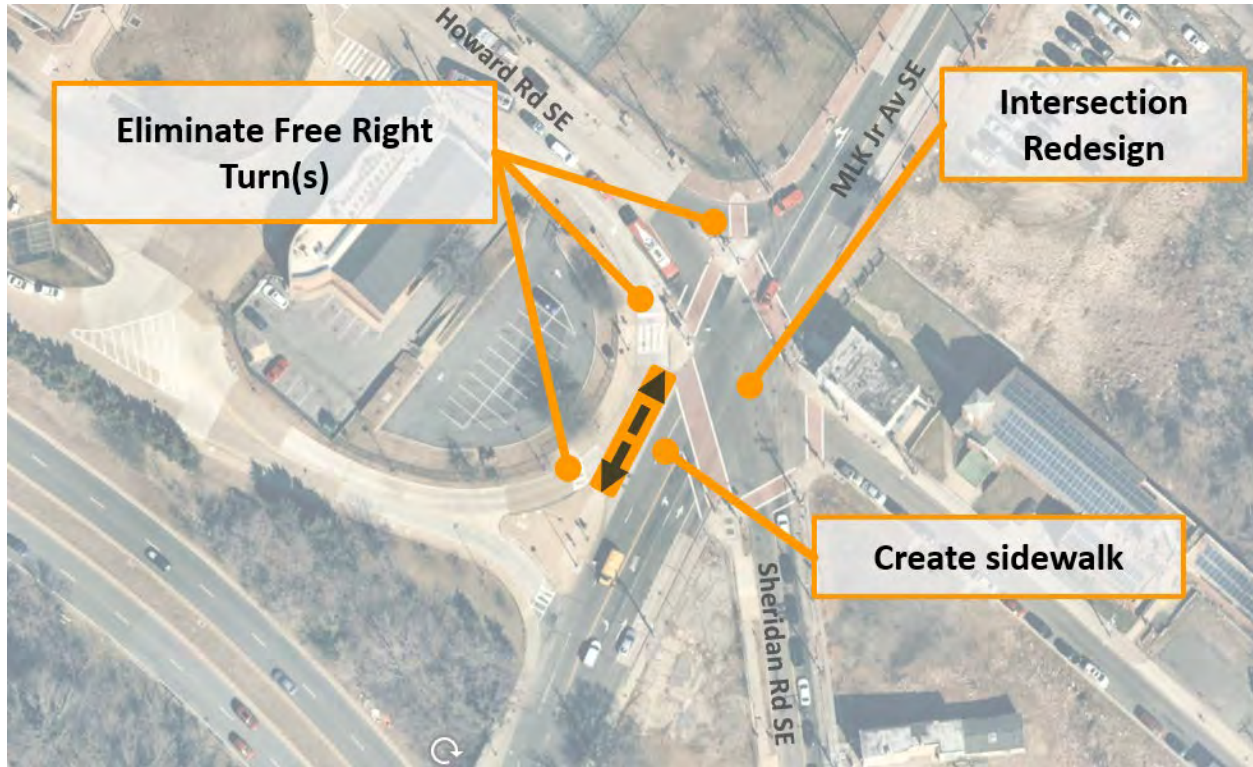 Howard Rd SE
Eliminate Free Right
Turn(s)
MLK Jr Av SE
Intersection
Redesign
Create sidewalk
Sheridan Rd SE